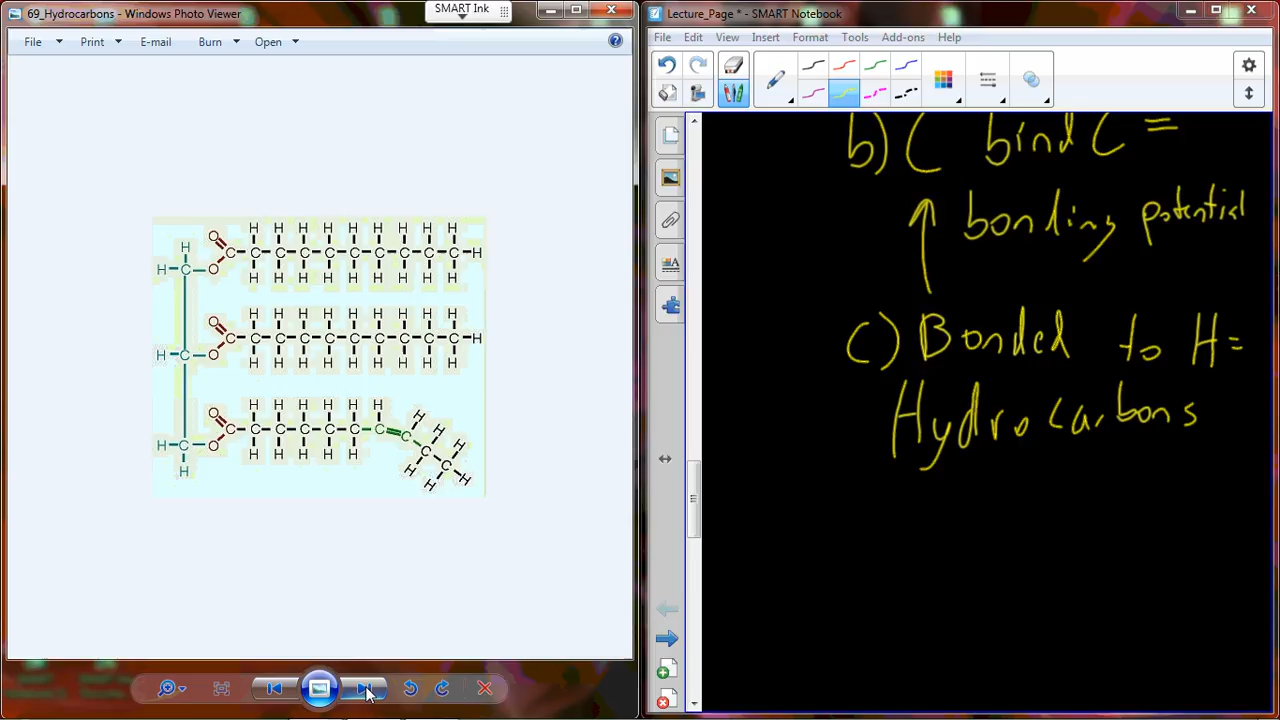 69_Hydrocarbons - Windows Photo Viewer
SMART Ink
File Print E-mail Burn Open
H H H H H H H H H
H O
H C O C C C C C C C C C C H
H H H H H H H H H
H H H H H H H H H
O
H C O C C C C C C C C C C H
H H H H H H H H H
H H H H H H H
O H
H C O C C C C C C C C C C H
H H H H H H H H
H
Lecture_Page * - SMART Notebook
File Edit View Insert Format Tools Add-ons Help
b) C bind C =
bonding potential
C) Bonded to H =
Hydrocarbons